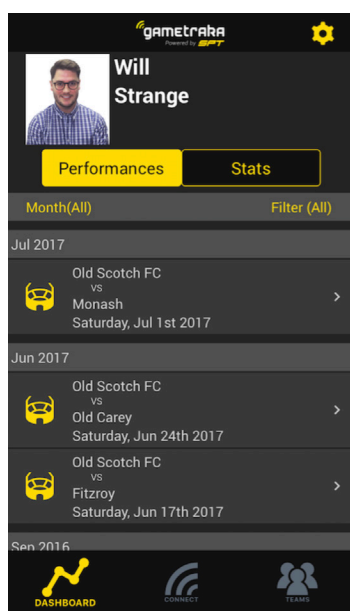 gametraka
Powered by SPT
Will
Strange
Performances
Stats
Month(All)
Filter (All)
Jul 2017
Old Scotch FC
vs
Monash
Saturday, Jul 1st 2017
Jun 2017
Old Scotch FC
vs
Old Carey
Saturday, Jun 24th 2017
Old Scotch FC
vs
Fitzroy
Saturday, Jun 17th 2017
Sep 2016
DASHBOARD
CONNECT
TEAMS